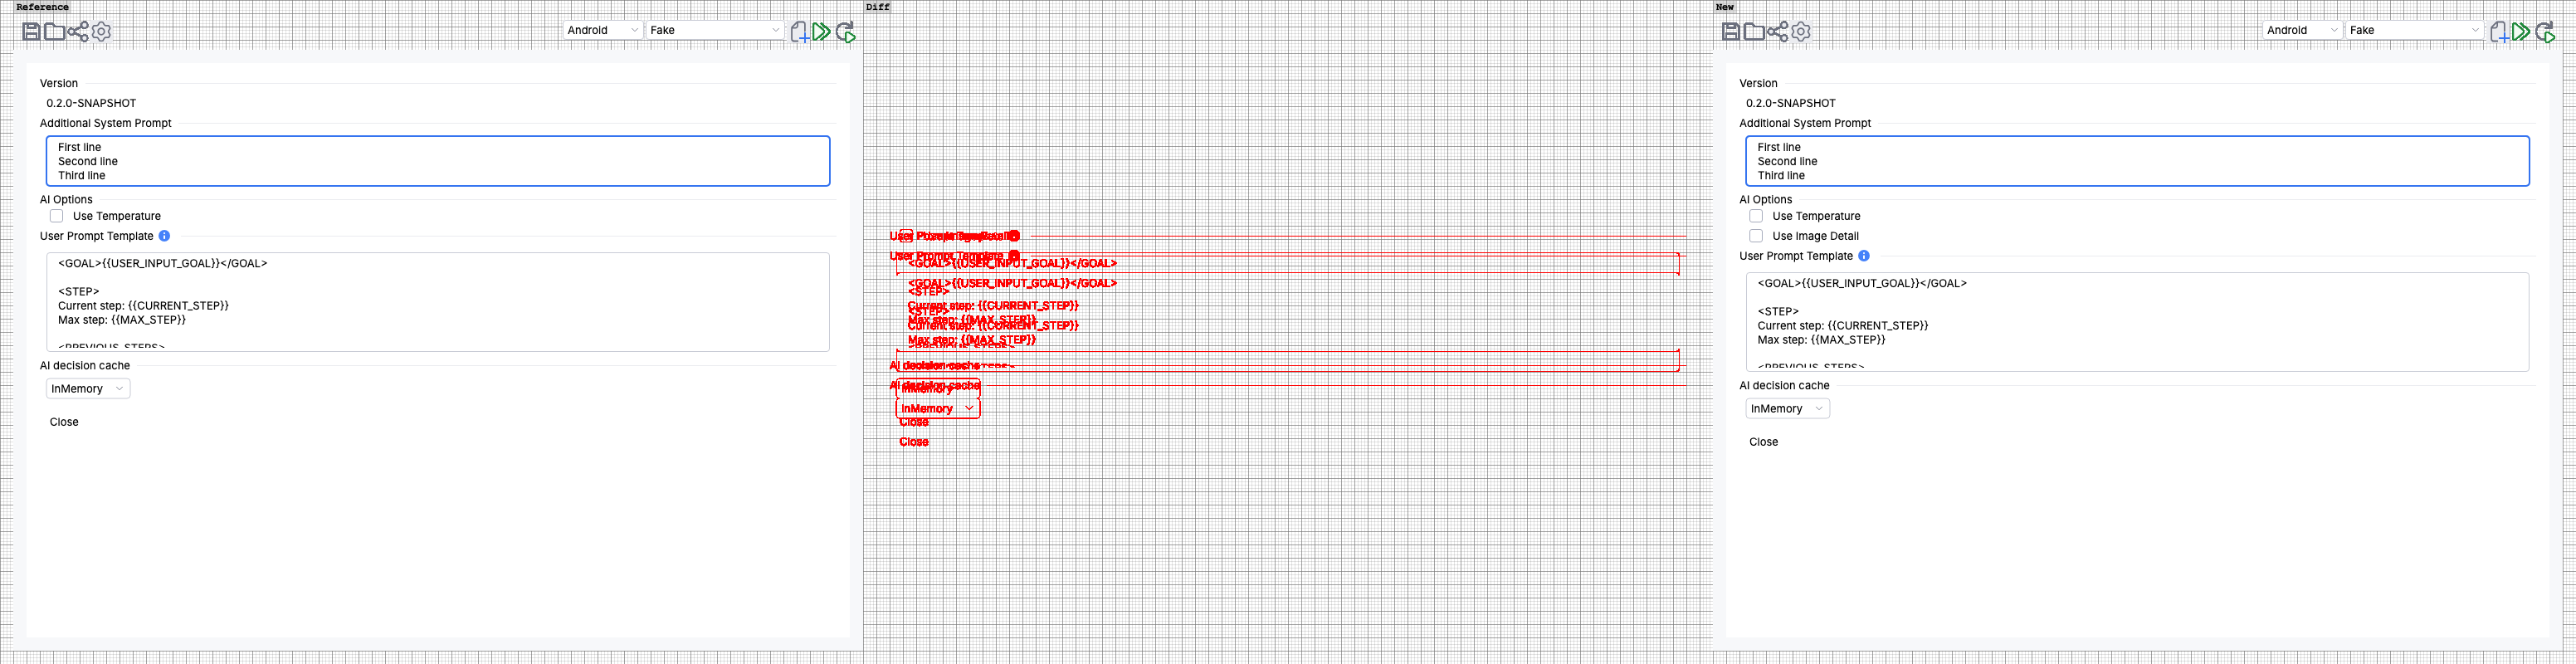 Reference
Android
Fake
Version
0.2.0-SNAPSHOT
Additional System Prompt
First line
Second line
Third line
AI Options
Use Temperature
User Prompt Template
<GOAL>{{USER_INPUT_GOAL}}</GOAL>
<STEP>
Current step: {{CURRENT_STEP}}
Max step: {{MAX_STEP}}
<PREVIOUS_STEPS>
AI decision cache
InMemory
Close
Diff
User Prompt Template
<GOAL>{{USER_INPUT_GOAL}}</GOAL>
<GOAL>{{USER_INPUT_GOAL}}</GOAL>
<STEP>
Current step: {{CURRENT_STEP}}
<STEP>
Max step: {{MAX_STEP}}
Current step: {{CURRENT_STEP}}
Max step: {{MAX_STEP}}
AI decision cache
AI decision cache
InMemory
InMemory
Close
Close
New
Android
Fake
Version
0.2.0-SNAPSHOT
Additional System Prompt
First line
Second line
Third line
AI Options
Use Temperature
Use Image Detail
User Prompt Template
<GOAL>{{USER_INPUT_GOAL}}</GOAL>
<STEP>
Current step: {{CURRENT_STEP}}
Max step: {{MAX_STEP}}
<PREVIOUS_STEPS>
AI decision cache
InMemory
Close